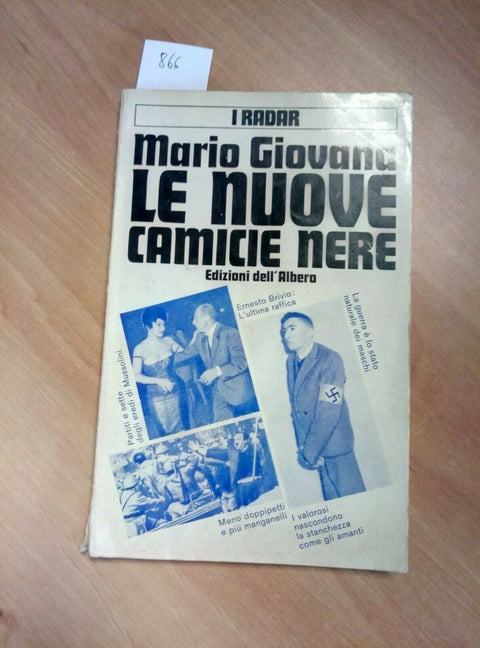 866
I RADAR
Mario Giovana
LE NUOVE
CAMICIE NERE
Edizioni dell'Albero
Ernesto Brivio:
L'ultima raffica
La guerra è lo stato
naturale dei maschi
Partiti e sette
degli eredi di Mussolini
Meno doppipetti
e più manganelli
I valorosi
nascondono
la stanchezza
come gli amanti